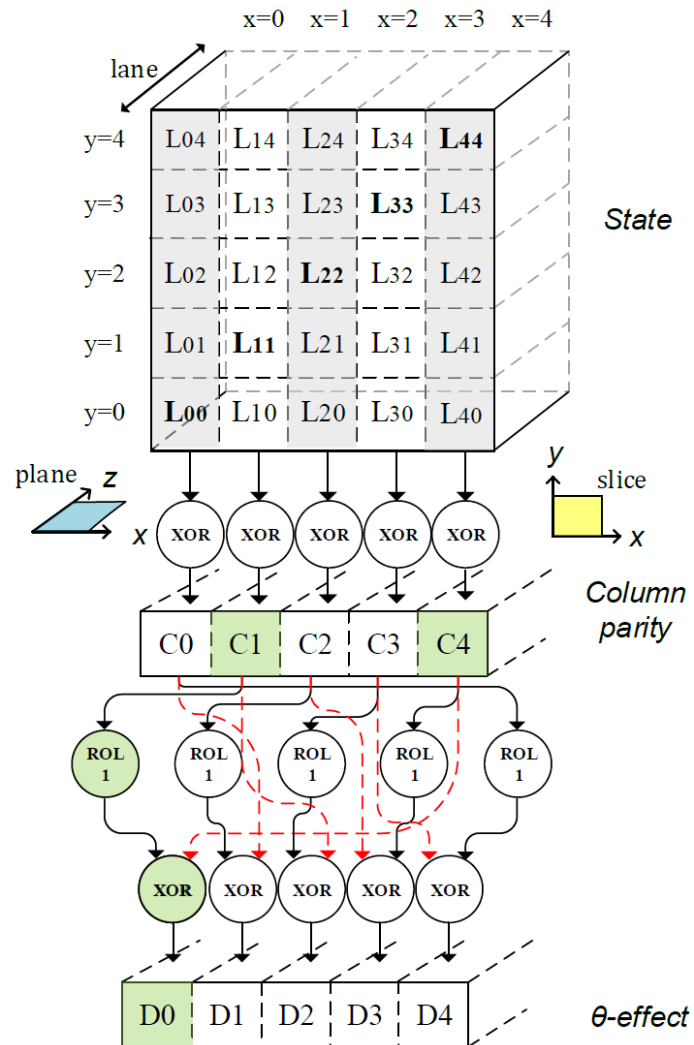 x=0 x=1 x=2 x=3 x=4
lane
y=4 L04 L14 L24 L34 L44
y=3 L03 L13 L23 L33 L43
State
y=2 L02 L12 L22 L32 L42
y=1 L01 L11 L21 L31 L41
y=0 L00 L10 L20 L30 L40
plane z x
y slice x
XOR XOR XOR XOR XOR
Column
parity
C0 C1 C2 C3 C4
ROL ROL ROL ROL ROL
1 1 1 1 1
XOR XOR XOR XOR XOR
D0 D1 D2 D3 D4
θ-effect